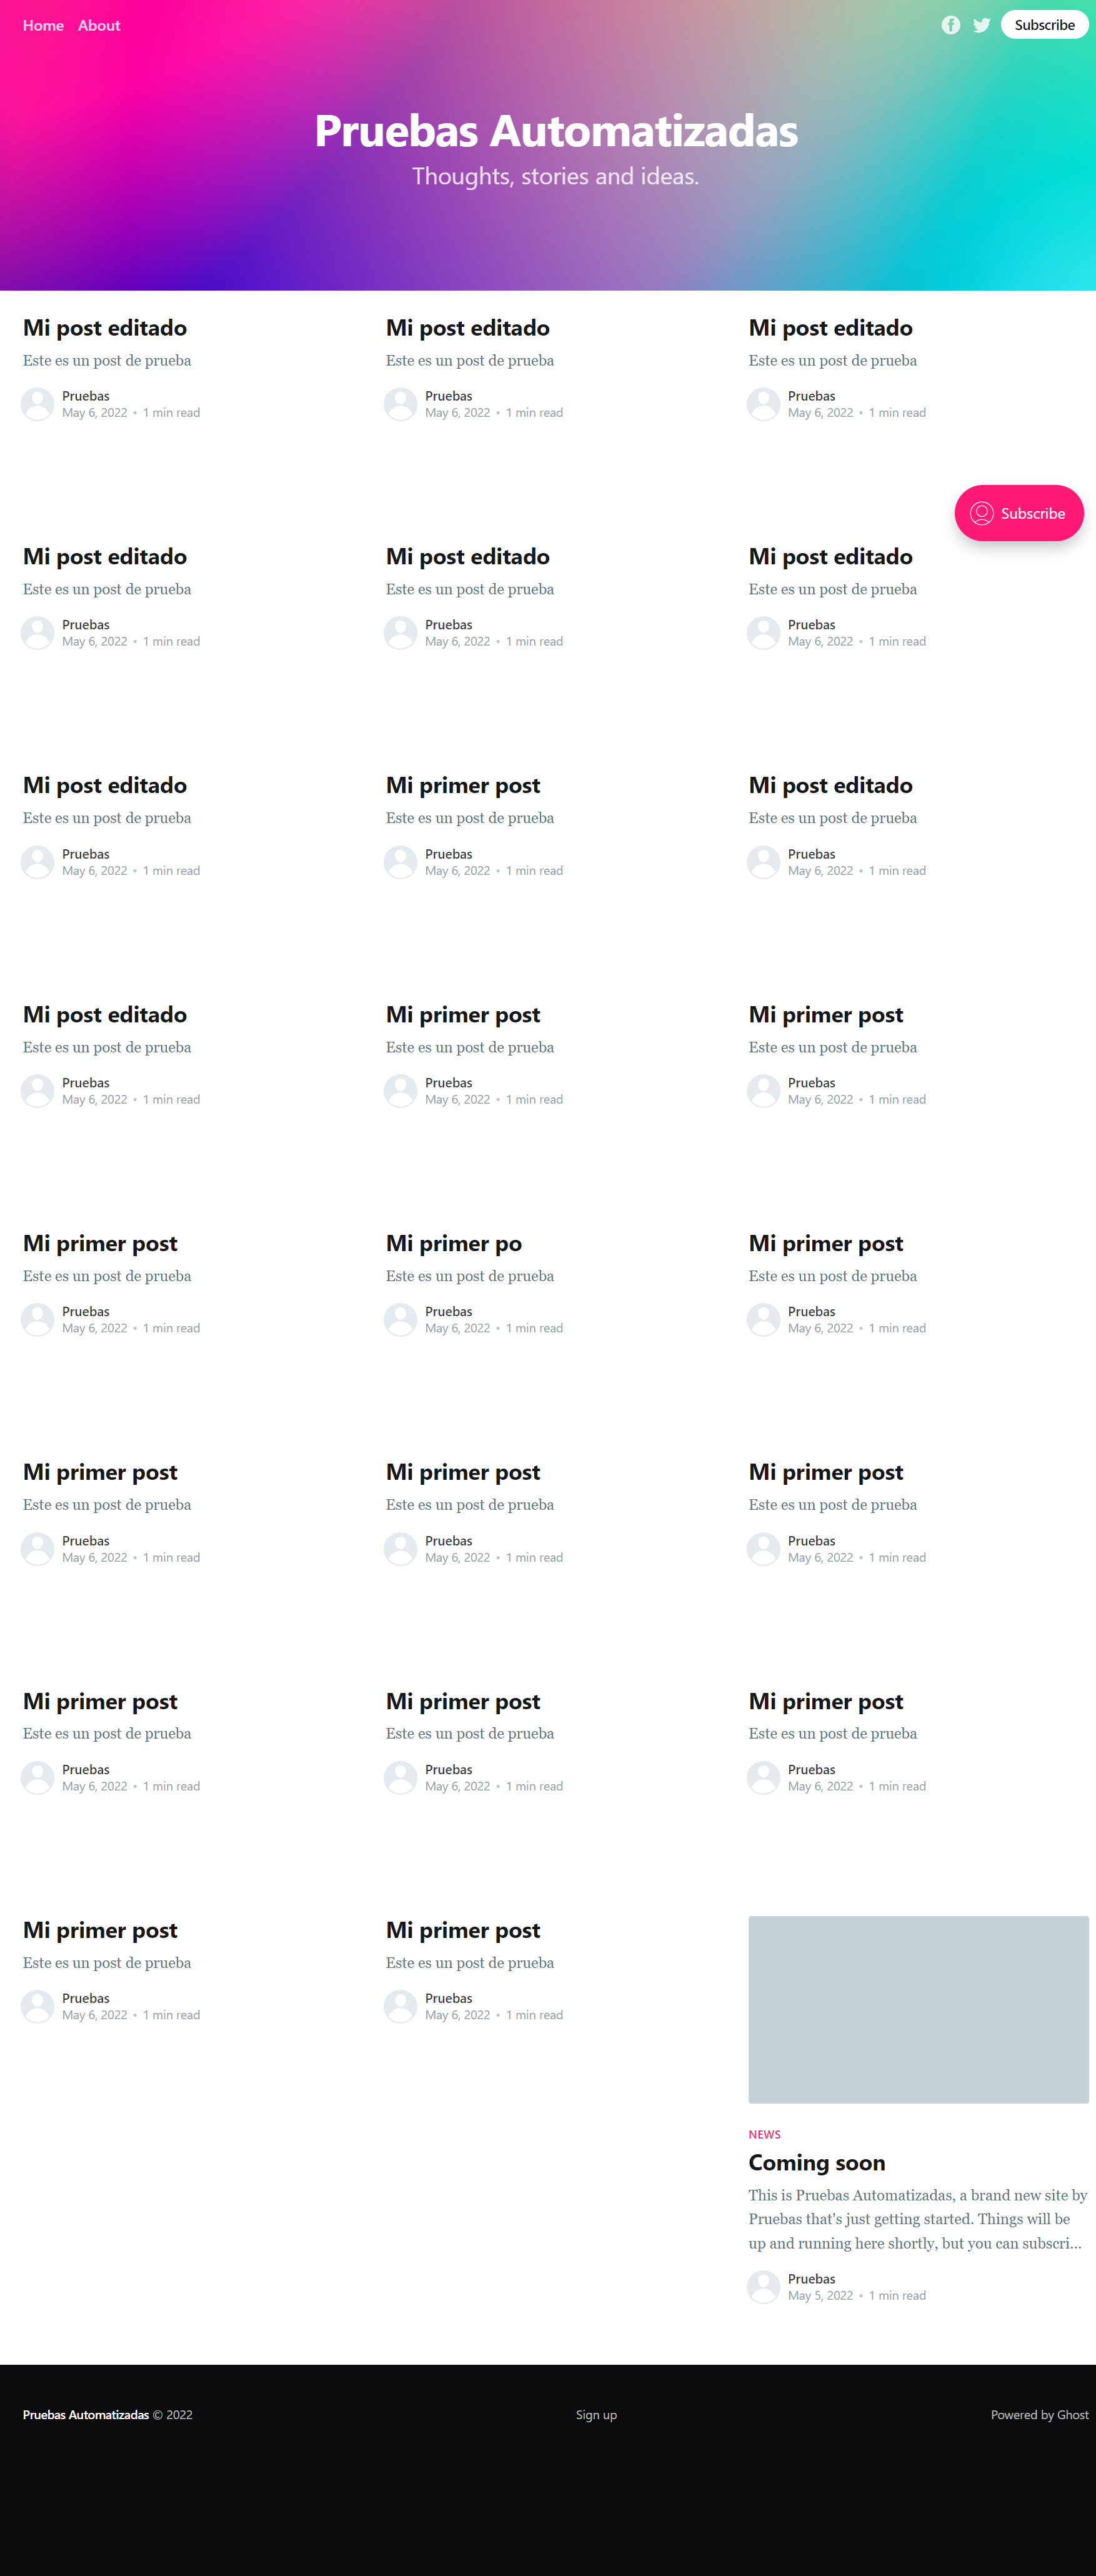 Home About Subscribe
Pruebas Automatizadas
Thoughts, stories and ideas.
Mi post editado
Este es un post de prueba
Pruebas
May 6, 2022 • 1 min read
Mi post editado
Este es un post de prueba
Pruebas
May 6, 2022 • 1 min read
Mi post editado
Este es un post de prueba
Pruebas
May 6, 2022 • 1 min read
Subscribe
Mi post editado
Este es un post de prueba
Pruebas
May 6, 2022 • 1 min read
Mi post editado
Este es un post de prueba
Pruebas
May 6, 2022 • 1 min read
Mi post editado
Este es un post de prueba
Pruebas
May 6, 2022 • 1 min read
Mi post editado
Este es un post de prueba
Pruebas
May 6, 2022 • 1 min read
Mi primer post
Este es un post de prueba
Pruebas
May 6, 2022 • 1 min read
Mi post editado
Este es un post de prueba
Pruebas
May 6, 2022 • 1 min read
Mi post editado
Este es un post de prueba
Pruebas
May 6, 2022 • 1 min read
Mi primer post
Este es un post de prueba
Pruebas
May 6, 2022 • 1 min read
Mi primer post
Este es un post de prueba
Pruebas
May 6, 2022 • 1 min read
Mi primer post
Este es un post de prueba
Pruebas
May 6, 2022 • 1 min read
Mi primer po
Este es un post de prueba
Pruebas
May 6, 2022 • 1 min read
Mi primer post
Este es un post de prueba
Pruebas
May 6, 2022 • 1 min read
Mi primer post
Este es un post de prueba
Pruebas
May 6, 2022 • 1 min read
Mi primer post
Este es un post de prueba
Pruebas
May 6, 2022 • 1 min read
Mi primer post
Este es un post de prueba
Pruebas
May 6, 2022 • 1 min read
Mi primer post
Este es un post de prueba
Pruebas
May 6, 2022 • 1 min read
Mi primer post
Este es un post de prueba
Pruebas
May 6, 2022 • 1 min read
Mi primer post
Este es un post de prueba
Pruebas
May 6, 2022 • 1 min read
Mi primer post
Este es un post de prueba
Pruebas
May 6, 2022 • 1 min read
Mi primer post
Este es un post de prueba
Pruebas
May 6, 2022 • 1 min read
NEWS
Coming soon
This is Pruebas Automatizadas, a brand new site by
Pruebas that's just getting started. Things will be
up and running here shortly, but you can subscri...
Pruebas
May 5, 2022 • 1 min read
Pruebas Automatizadas © 2022
Sign up
Powered by Ghost